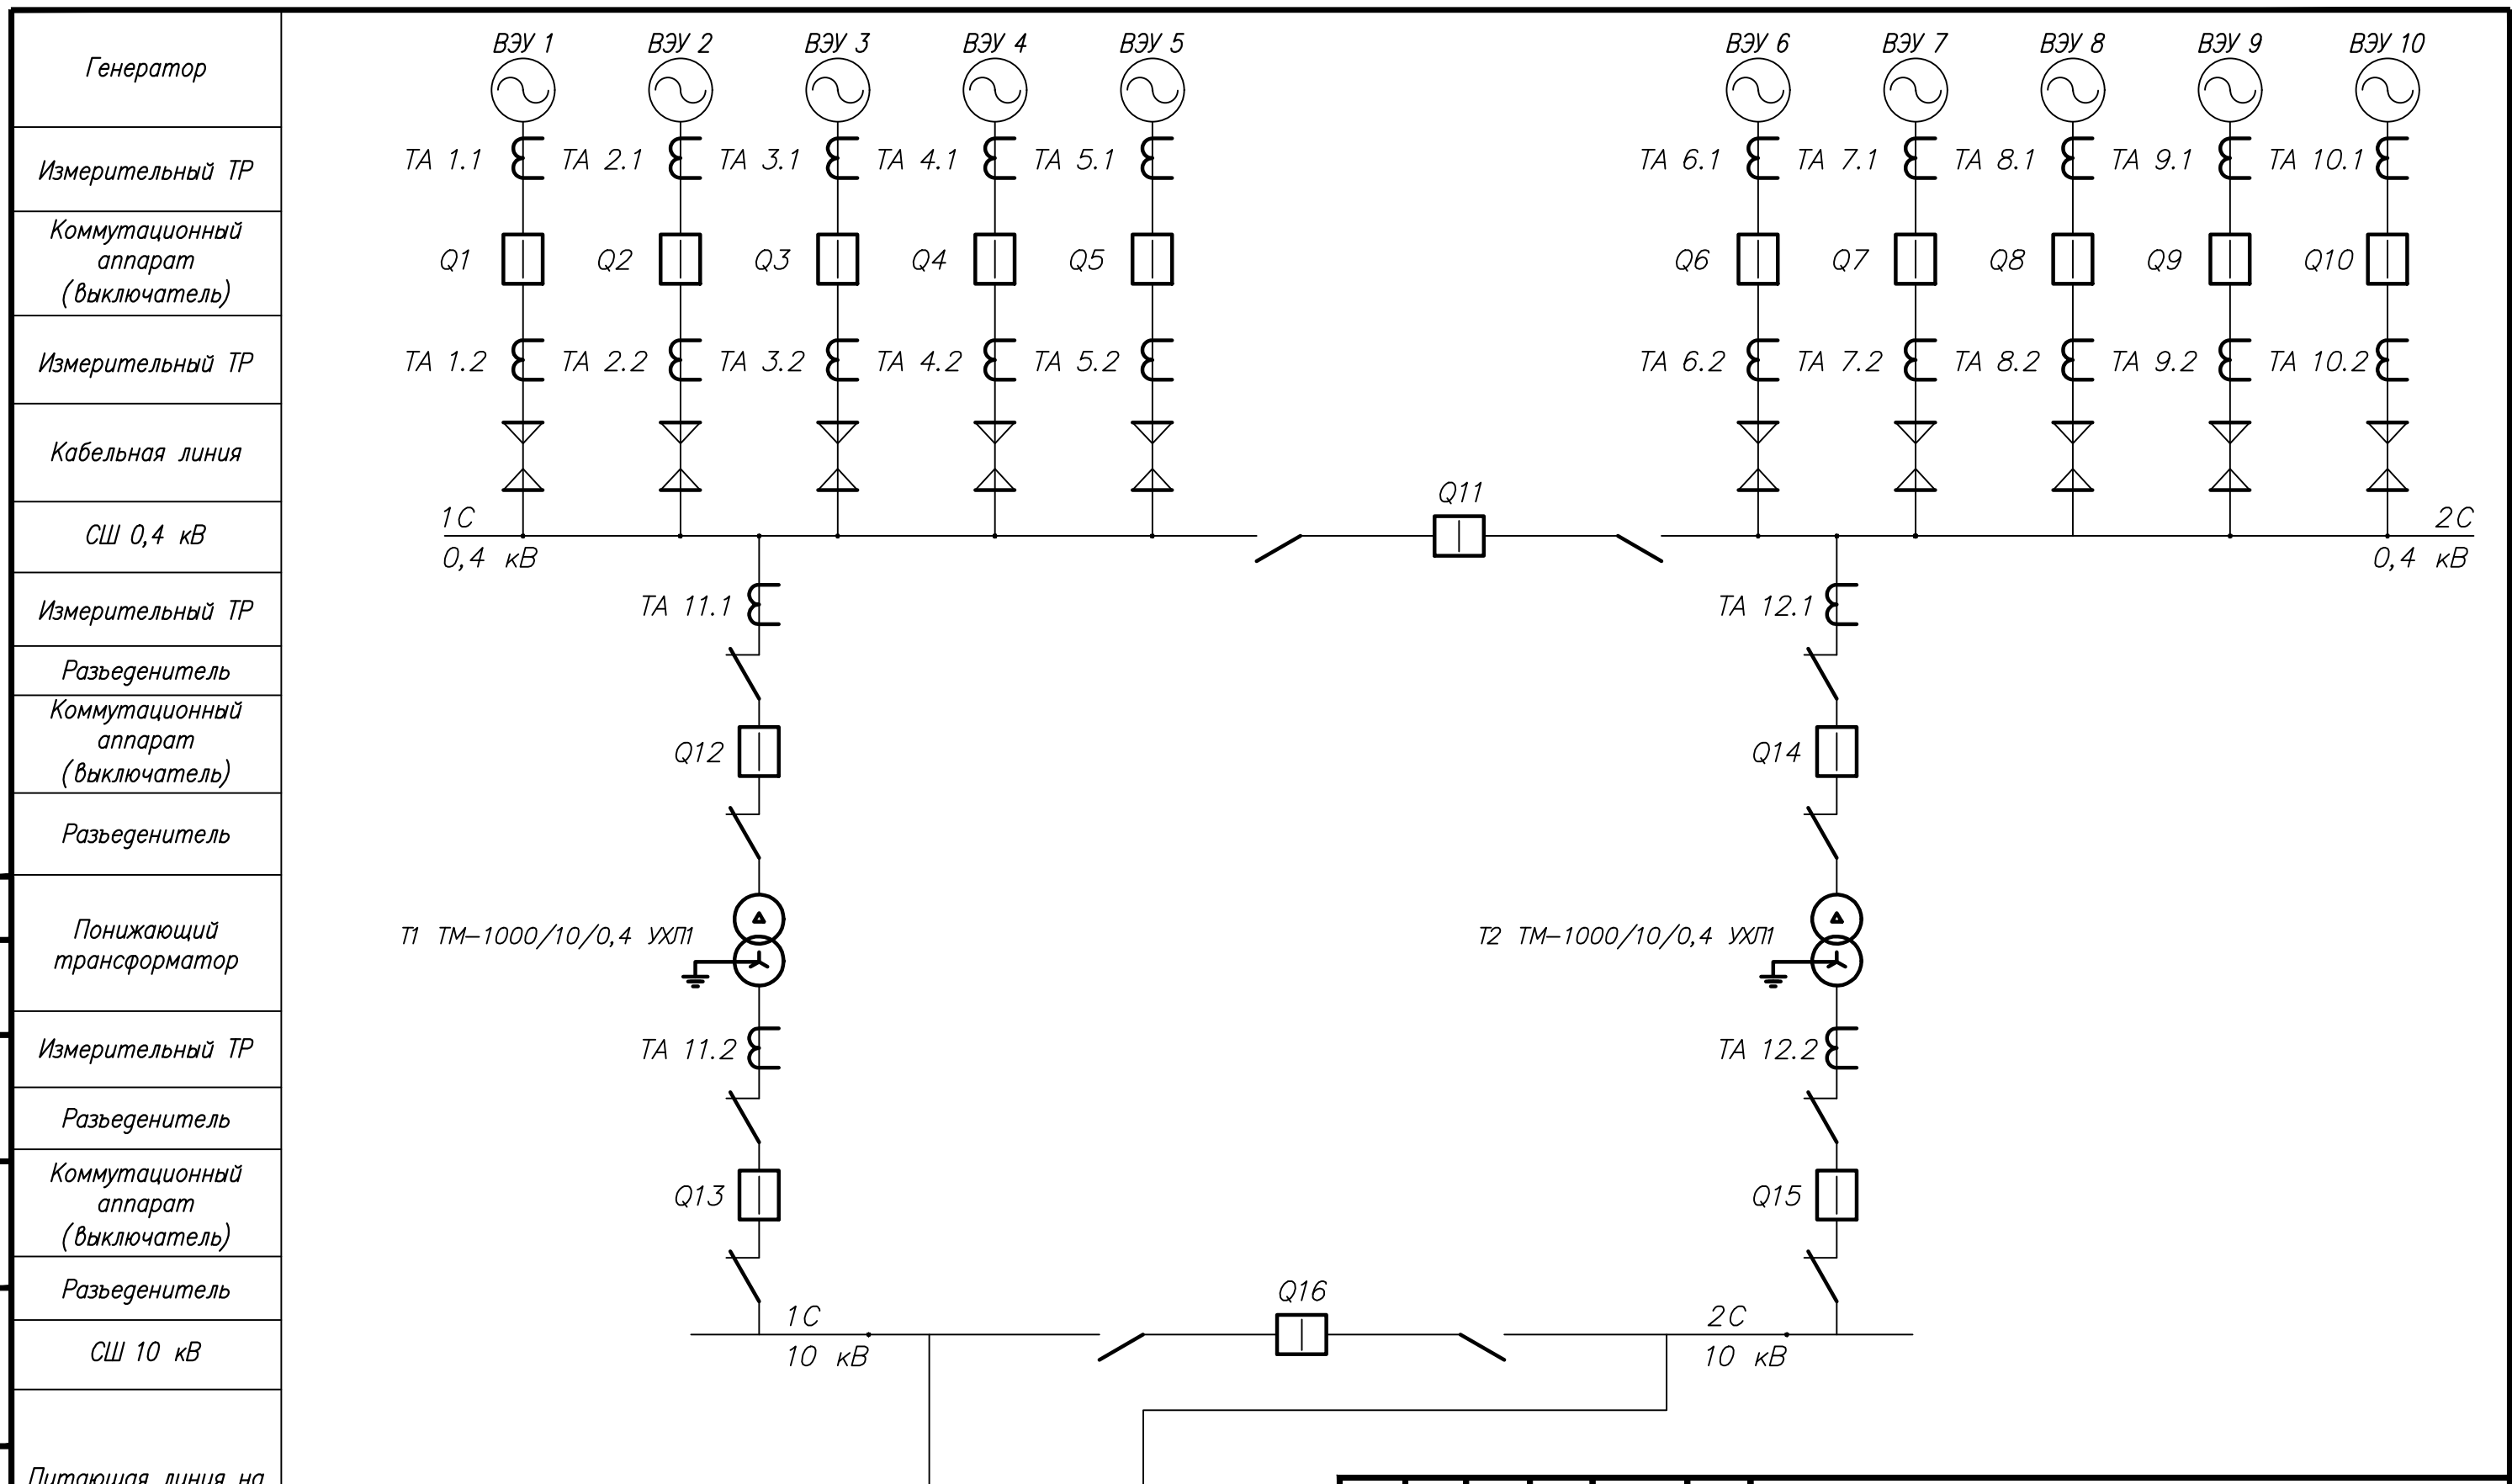 Генератор
ВЭУ 1 ВЭУ 2 ВЭУ 3 ВЭУ 4 ВЭУ 5 ВЭУ 6 ВЭУ 7 ВЭУ 8 ВЭУ 9 ВЭУ 10
Измерительный ТР
ТА 1.1 ТА 2.1 ТА 3.1 ТА 4.1 ТА 5.1 ТА 6.1 ТА 7.1 ТА 8.1 ТА 9.1 ТА 10.1
Коммутационный
аппарат
(выключатель)
Q1 Q2 Q3 Q4 Q5 Q6 Q7 Q8 Q9 Q10
Измерительный ТР
ТА 1.2 ТА 2.2 ТА 3.2 ТА 4.2 ТА 5.2 ТА 6.2 ТА 7.2 ТА 8.2 ТА 9.2 ТА 10.2
Кабельная линия
Q11
СШ 0,4 кВ
1С 2С
0,4 кВ 0,4 кВ
Измерительный ТР
ТА 11.1 ТА 12.1
Разъеденитель
Коммутационный
аппарат
(выключатель)
Q12 Q14
Разъеденитель
Понижающий
трансформатор
Т1 ТМ-1000/10/0,4 УХЛ1 Т2 ТМ-1000/10/0,4 УХЛ1
Измерительный ТР
ТА 11.2 ТА 12.2
Разъеденитель
Коммутационный
аппарат
(выключатель)
Q13 Q15
Разъеденитель
Q16
СШ 10 кВ
1С 2С
10 кВ 10 кВ
Питающая линия на